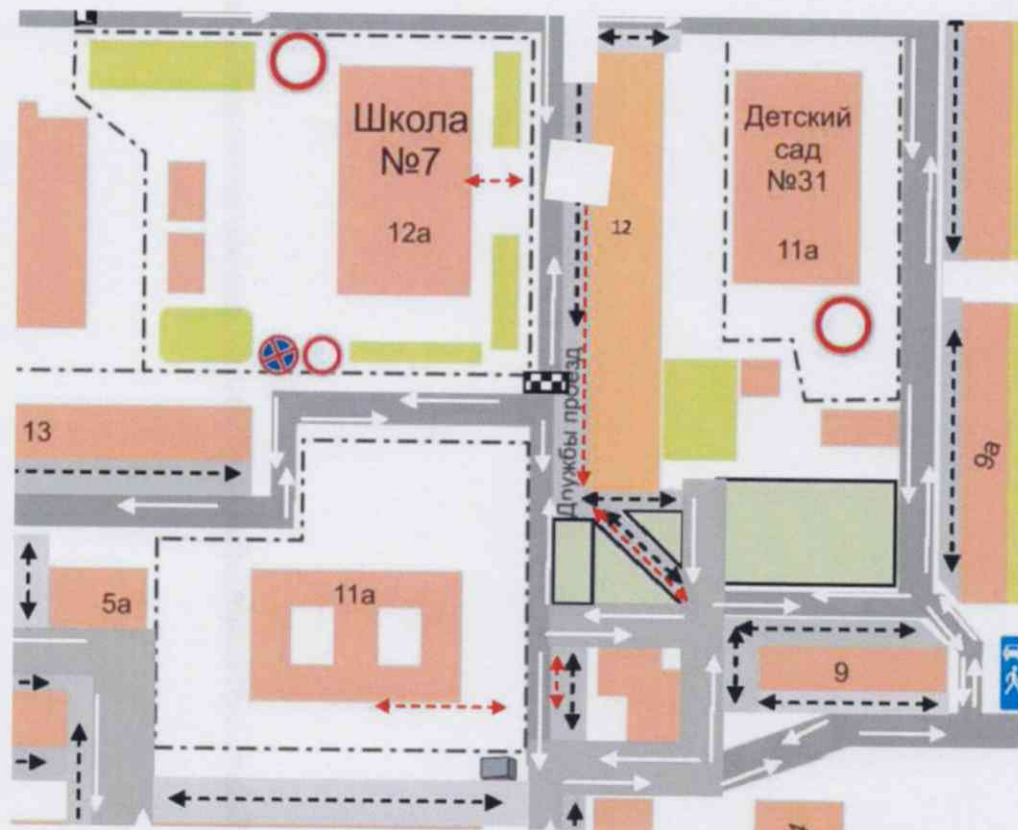 Школа
№7
12а
12
Детский
сад
№31
11а
Дружбы проезд
13
9а
5а
11а
9